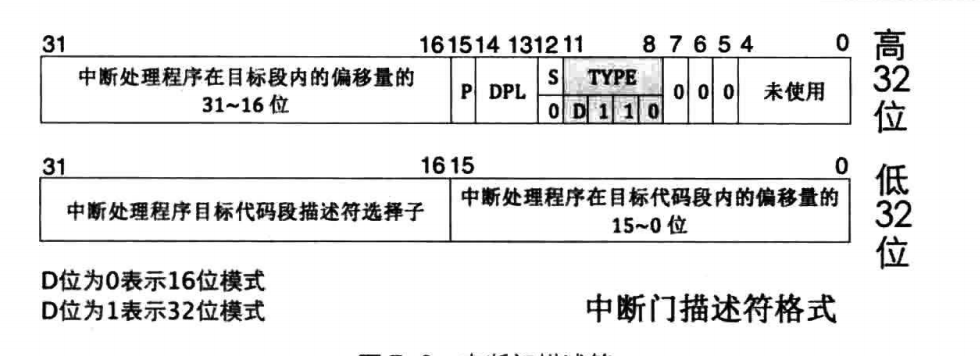 31 16 15 14 13 12 11 8 7 6 5 4 0
高32位
中断处理程序在目标段内的偏移量的
31~16 位
P
DPL
S
TYPE
0 D 1 1 0
0 0 0
未使用
31 16 15 0
低32位
中断处理程序目标代码段描述符选择子
中断处理程序在目标代码段内的偏移量的
15~0 位
D位为0表示16位模式
D位为1表示32位模式
中断门描述符格式